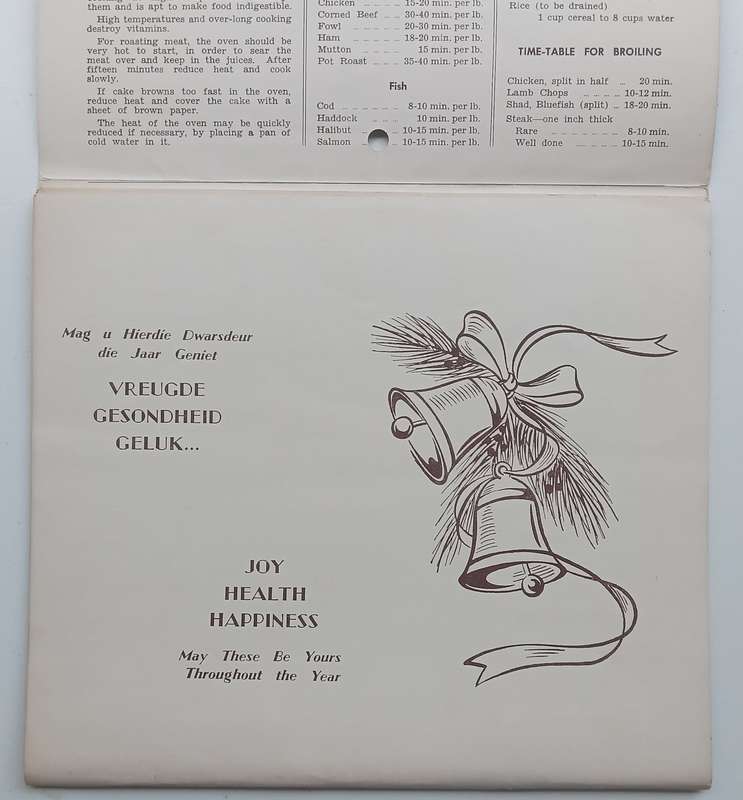 them and is apt to make food indigestible.
High temperatures and over-long cooking
destroy vitamins.
For roasting meat, the oven should be
very hot to start, in order to sear the
meat over and keep in the juices. After
fifteen minutes reduce heat and cook
slowly.
If cake browns too fast in the oven,
reduce heat and cover the cake with a
sheet of brown paper.
The heat of the oven may be quickly
reduced if necessary, by placing a pan of
cold water in it.
Chicken 15-20 min. per lb.
Corned Beef 30-40 min. per lb.
Fowl 20-30 min. per lb.
Ham 18-20 min. per lb.
Mutton 15 min. per lb.
Pot Roast 35-40 min. per lb.
Fish
Cod 8-10 min. per lb.
Haddock 10 min. per lb.
Halibut 10-15 min. per lb.
Salmon 10-15 min. per lb.
Rice (to be drained)
1 cup cereal to 8 cups water
TIME-TABLE FOR BROILING
Chicken, split in half 20 min.
Lamb Chops 10-12 min.
Shad, Bluefish (split) 18-20 min.
Steak—one inch thick
Rare 8-10 min.
Well done 10-15 min.
Mag u Hierdie Dwarsdeur
die Jaar Geniet
VREUGDE
GESONDHEID
GELUK...
JOY
HEALTH
HAPPINESS
May These Be Yours
Throughout the Year